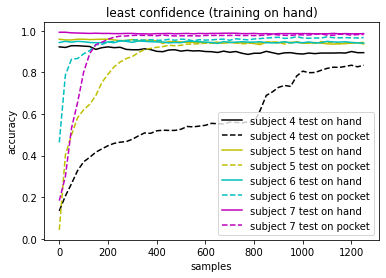 least confidence (training on hand)
accuracy
1.0
0.8
0.6
0.4
0.2
0.0
subject 4 test on hand
subject 4 test on pocket
subject 5 test on hand
subject 5 test on pocket
subject 6 test on hand
subject 6 test on pocket
subject 7 test on hand
subject 7 test on pocket
0 200 400 600 800 1000 1200
samples